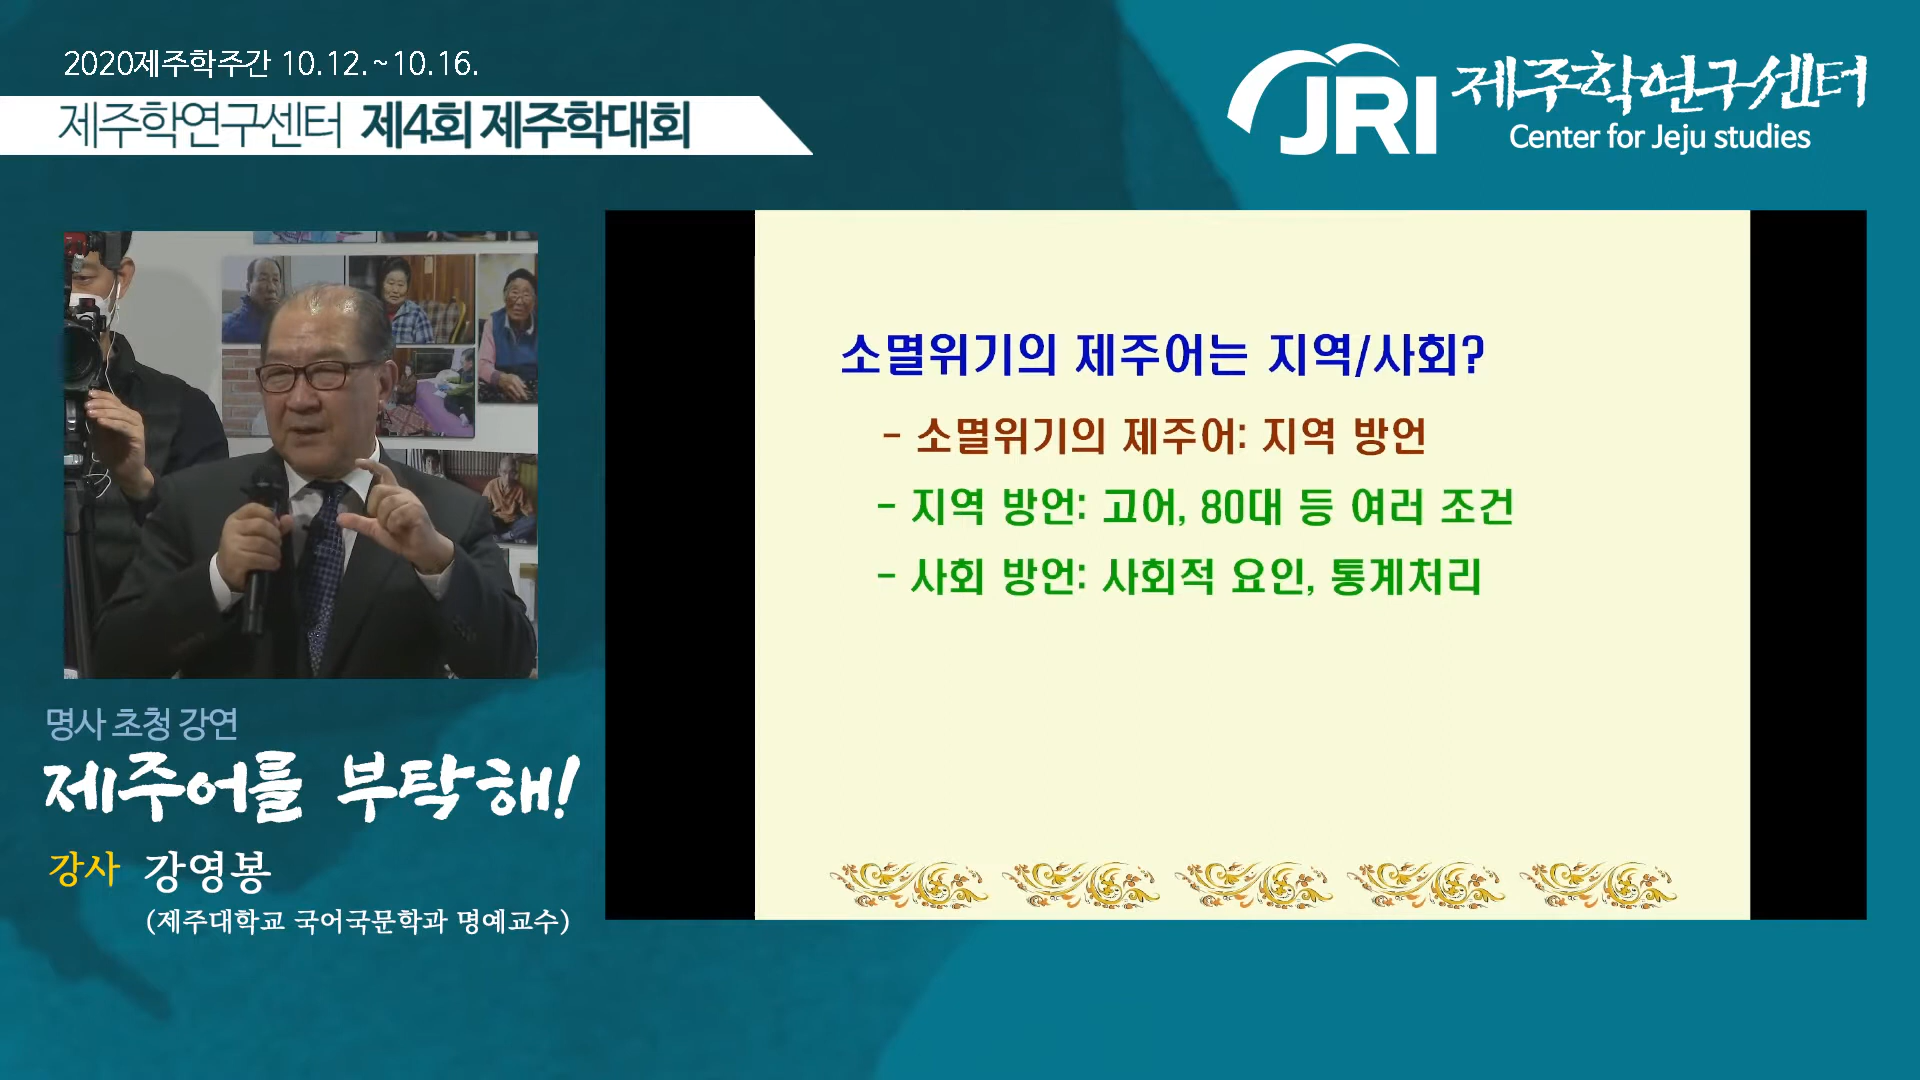 2020제주학주간 10.12.~10.16.
제주학연구센터 제4회 제주학대회
JRI 제주학연구센터
Center for Jeju studies
소멸위기의 제주어는 지역/사회?
- 소멸위기의 제주어: 지역 방언
- 지역 방언: 고어, 80대 등 여러 조건
- 사회 방언: 사회적 요인, 통계처리
명사 초청 강연
제주어를 부탁해!
강사 강영봉
(제주대학교 국어국문학과 명예교수)